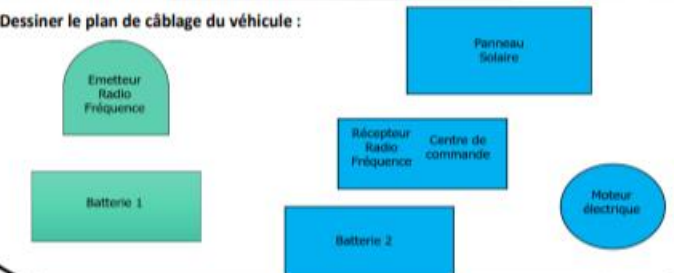 Dessiner le plan de câblage du véhicule :
Panneau
Solaire
Emetteur
Radio
Fréquence
Récepteur
Radio
Fréquence
Centre de
commande
Batterie 1
Moteur
électrique
Batterie 2